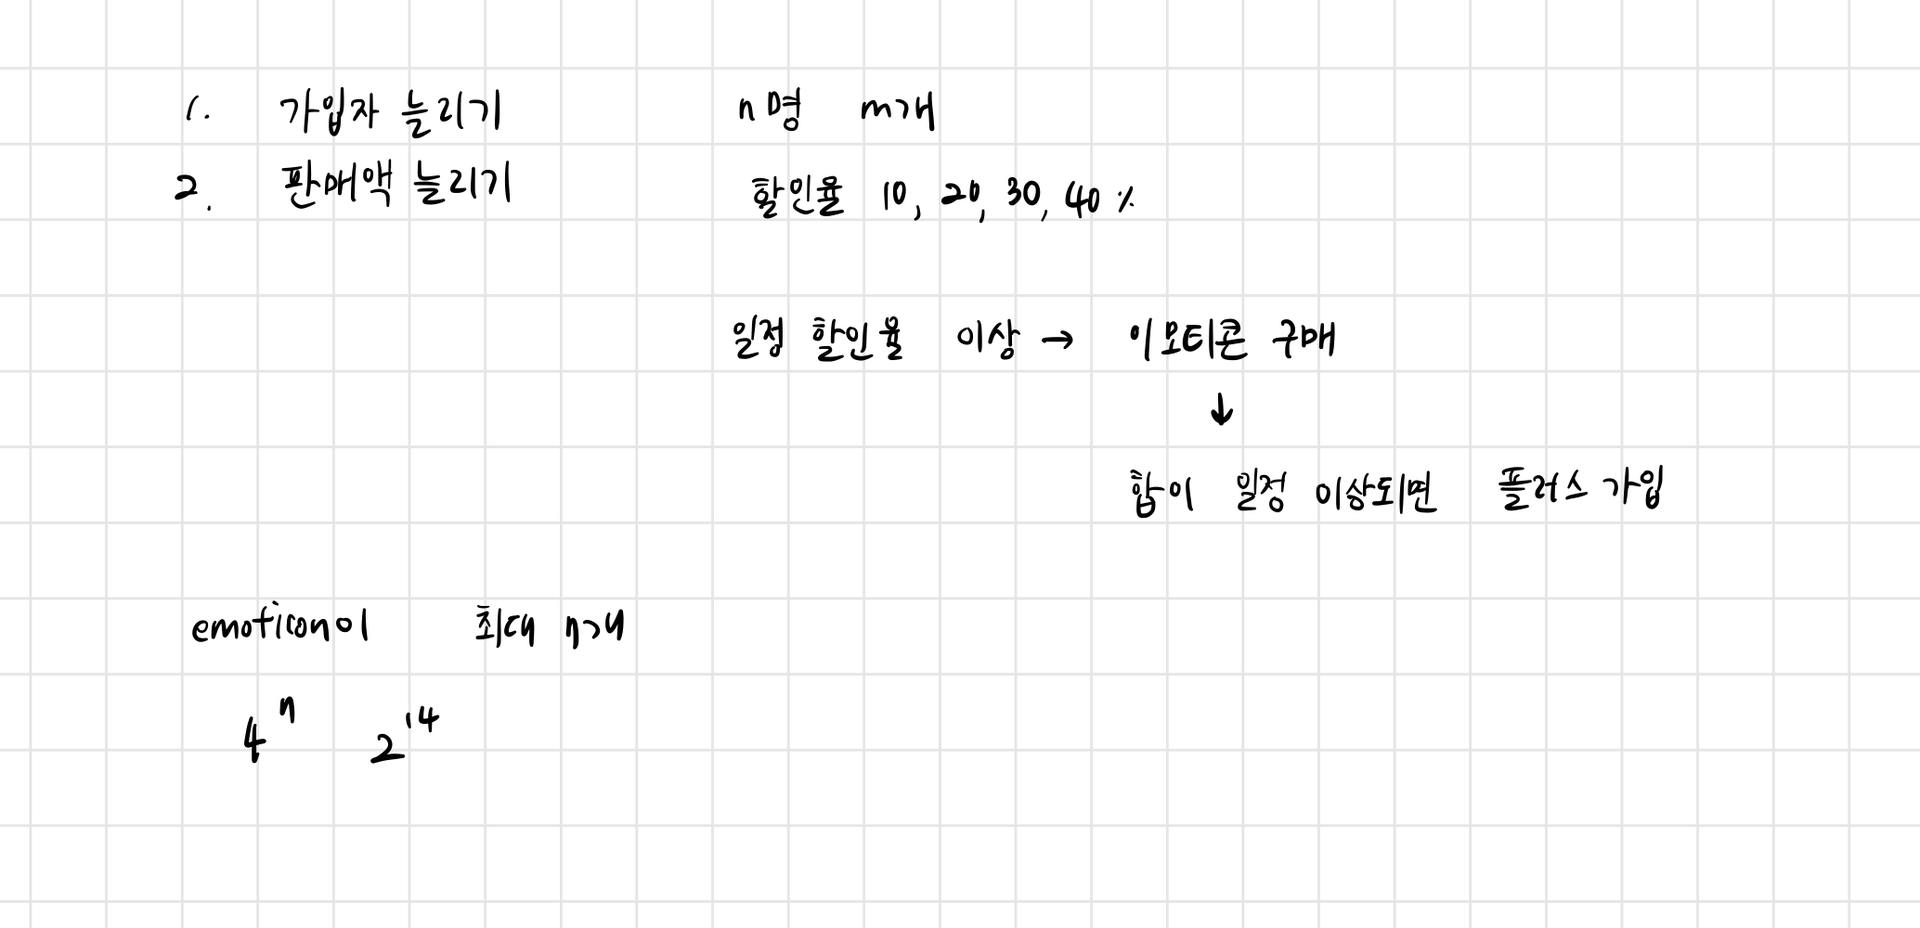 1. 가입자 늘리기
2. 판매액 늘리기
n명 m개
할인율 10, 20, 30, 40%
일정 할인율 이상 → 이모티콘 구매
↓
합이 일정 이상되면 플러스 가입
emoticon이 최대 7개
4^7 2^14